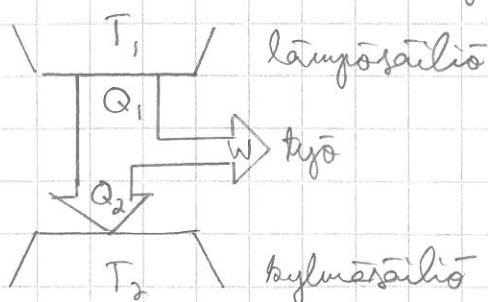 T₁ lämpösäiliö
Q₁
W työ
Q₂
T₂ kylmäsäiliö